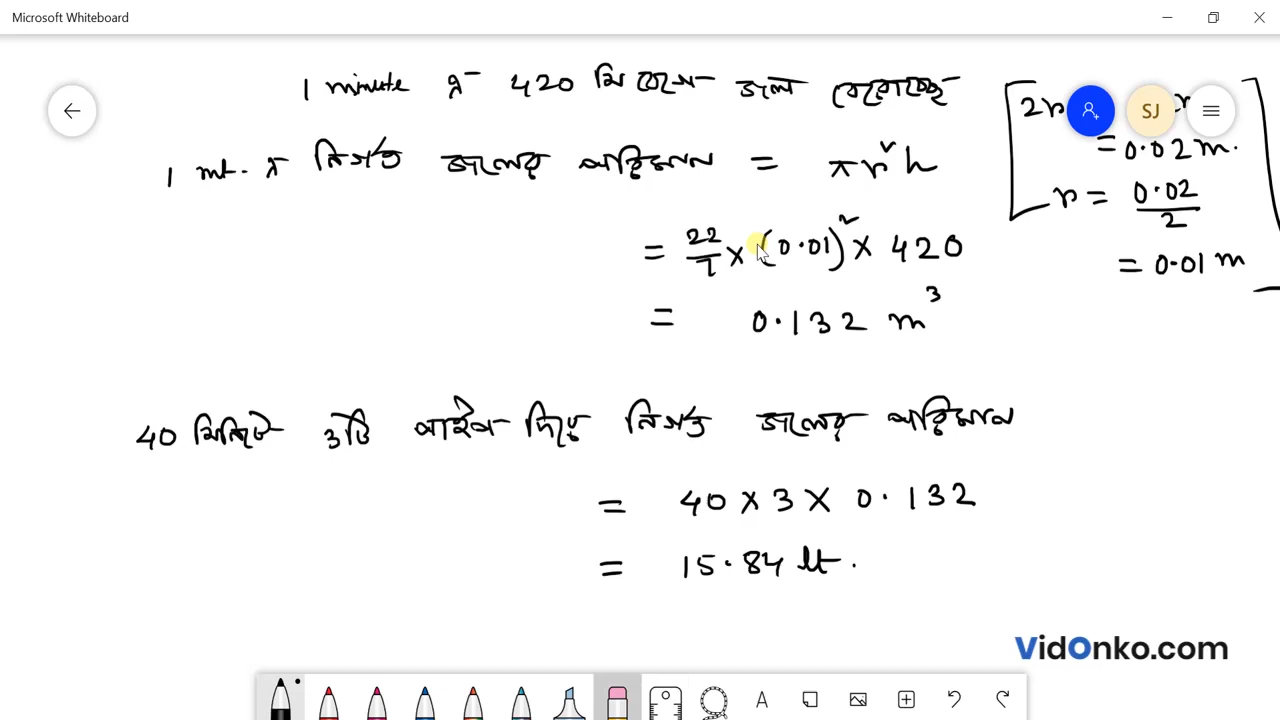 Microsoft Whiteboard
1 minute এ 420 মি বেগে জল বেরোচ্ছে
1 mt. এ নির্গত জলের পরিমাণ = πr²h
= 22/7 × (0.01)² × 420
= 0.132 m³
2r
= 0.02 m.
r = 0.02/2
= 0.01 m
SJ
40 মিনিটে 3টি পাইপ দিয়ে নির্গত জলের পরিমাণ
= 40 × 3 × 0.132
= 15.84 lt.
VidOnko.com